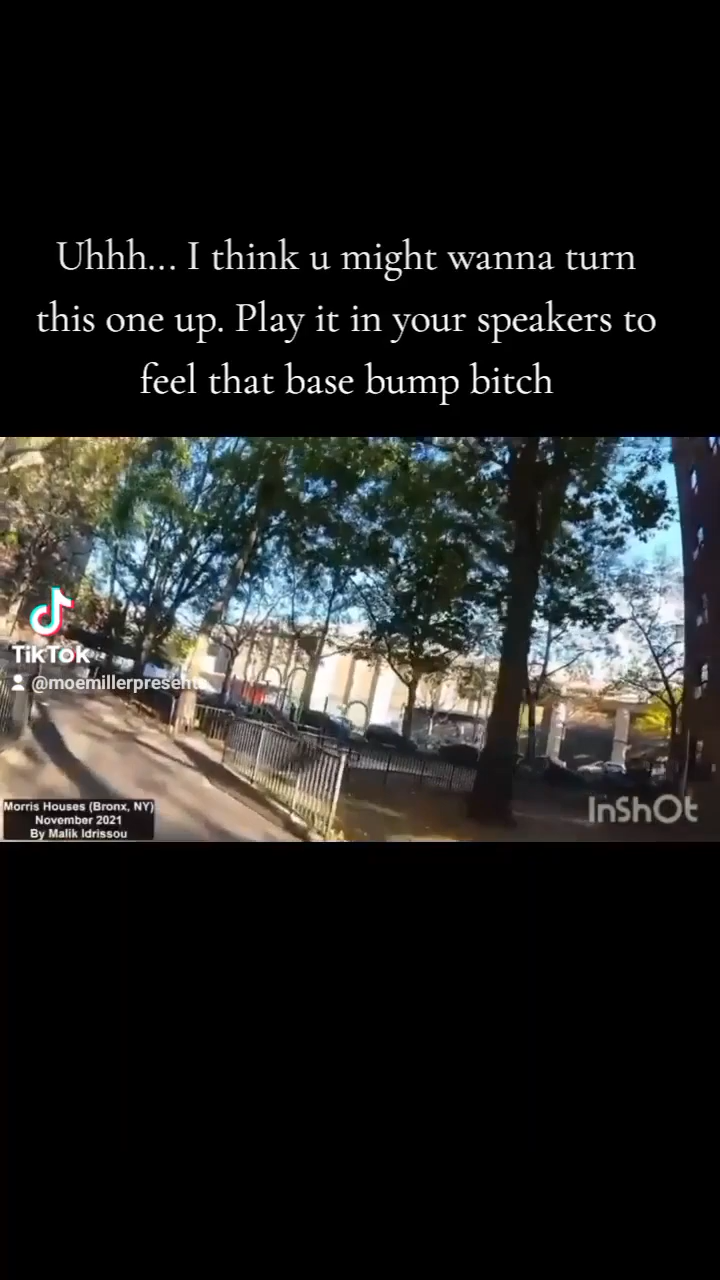 Uhhh... I think u might wanna turn
this one up. Play it in your speakers to
feel that base bump bitch
TikTok
@moemillerpresents
Morris Houses (Bronx, NY)
November 2021
By Malik Idrissou
InShOt